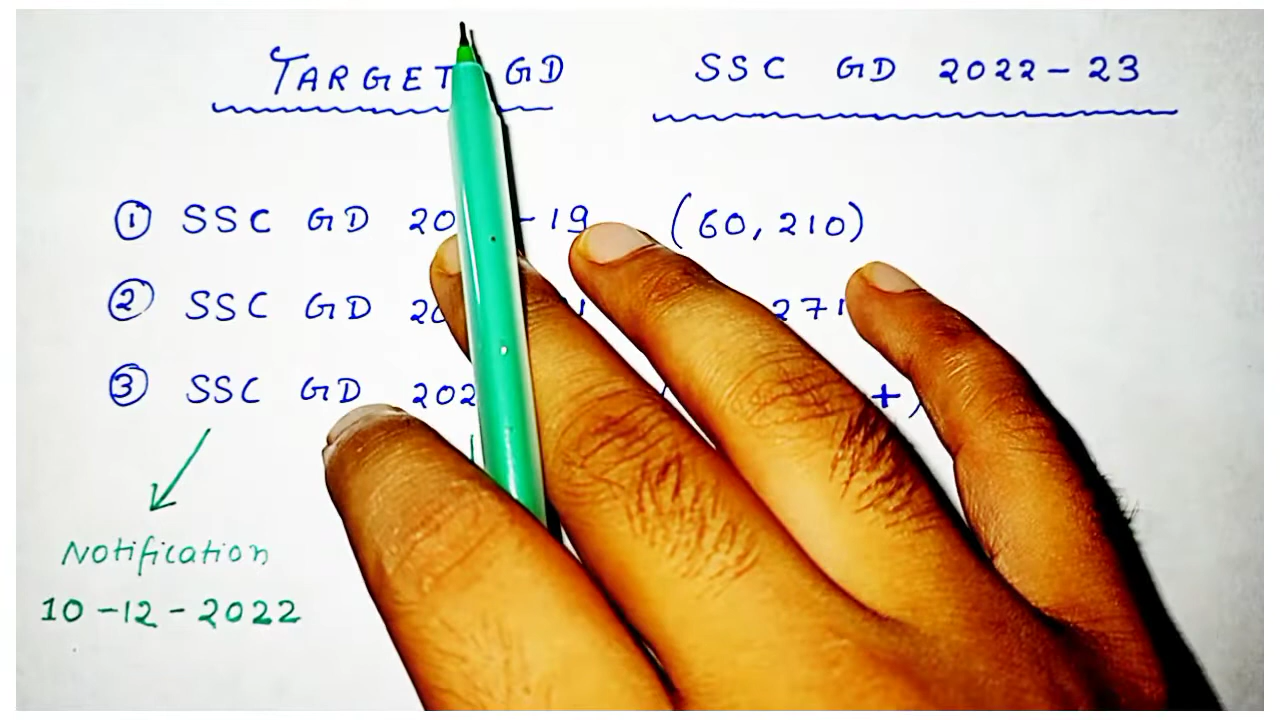 TARGET GD SSC GD 2022-23
① SSC GD -19 (60,210)
② SSC GD
③ SSC GD
Notification
10-12-2022